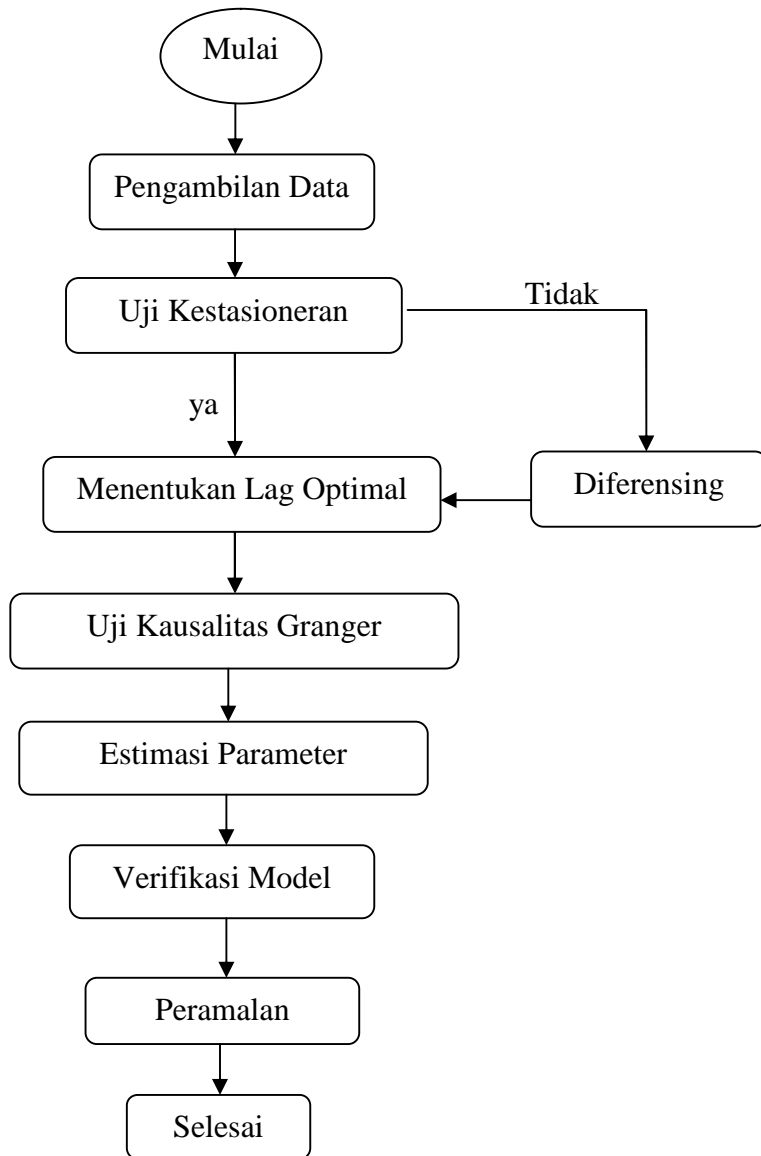 Mulai
Pengambilan Data
Uji Kestasioneran
Tidak
ya
Menentukan Lag Optimal
Diferensing
Uji Kausalitas Granger
Estimasi Parameter
Verifikasi Model
Peramalan
Selesai